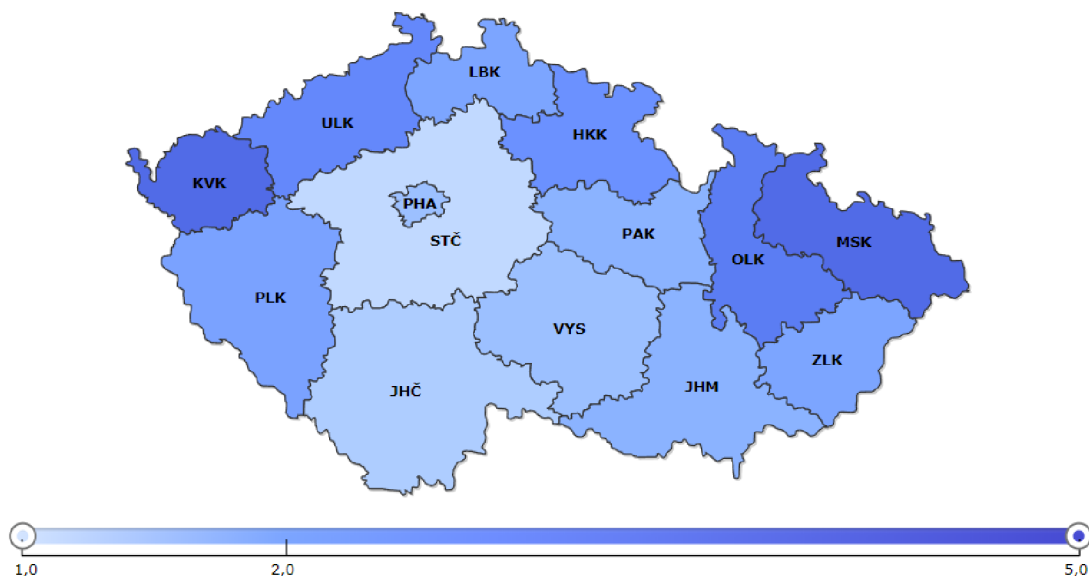 LBK
ULK
HKK
KVK
PHA
STČ
PAK
MSK
OLK
PLK
VYS
ZLK
JHČ
JHM
1,0 2,0 5,0